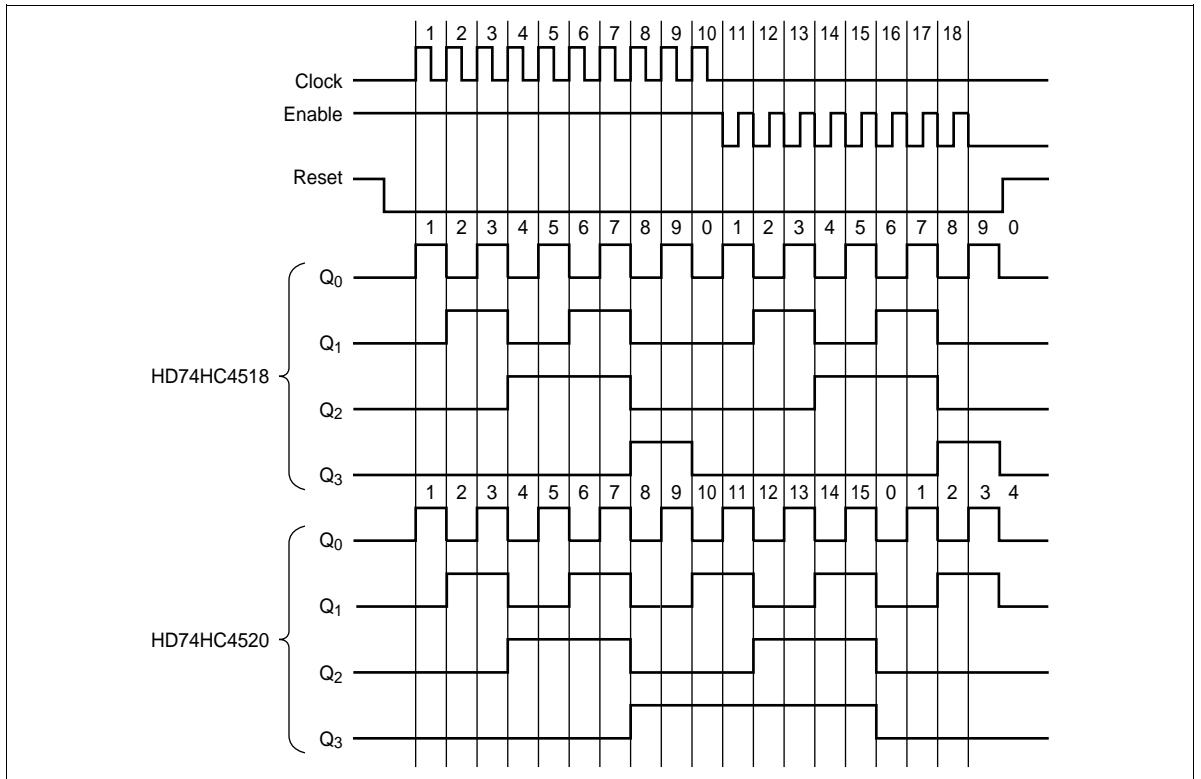 1 2 3 4 5 6 7 8 9 10 11 12 13 14 15 16 17 18
Clock
Enable
Reset
1 2 3 4 5 6 7 8 9 0 1 2 3 4 5 6 7 8 9 0
Q0
Q1
HD74HC4518
Q2
Q3
1 2 3 4 5 6 7 8 9 10 11 12 13 14 15 0 1 2 3 4
Q0
Q1
HD74HC4520
Q2
Q3